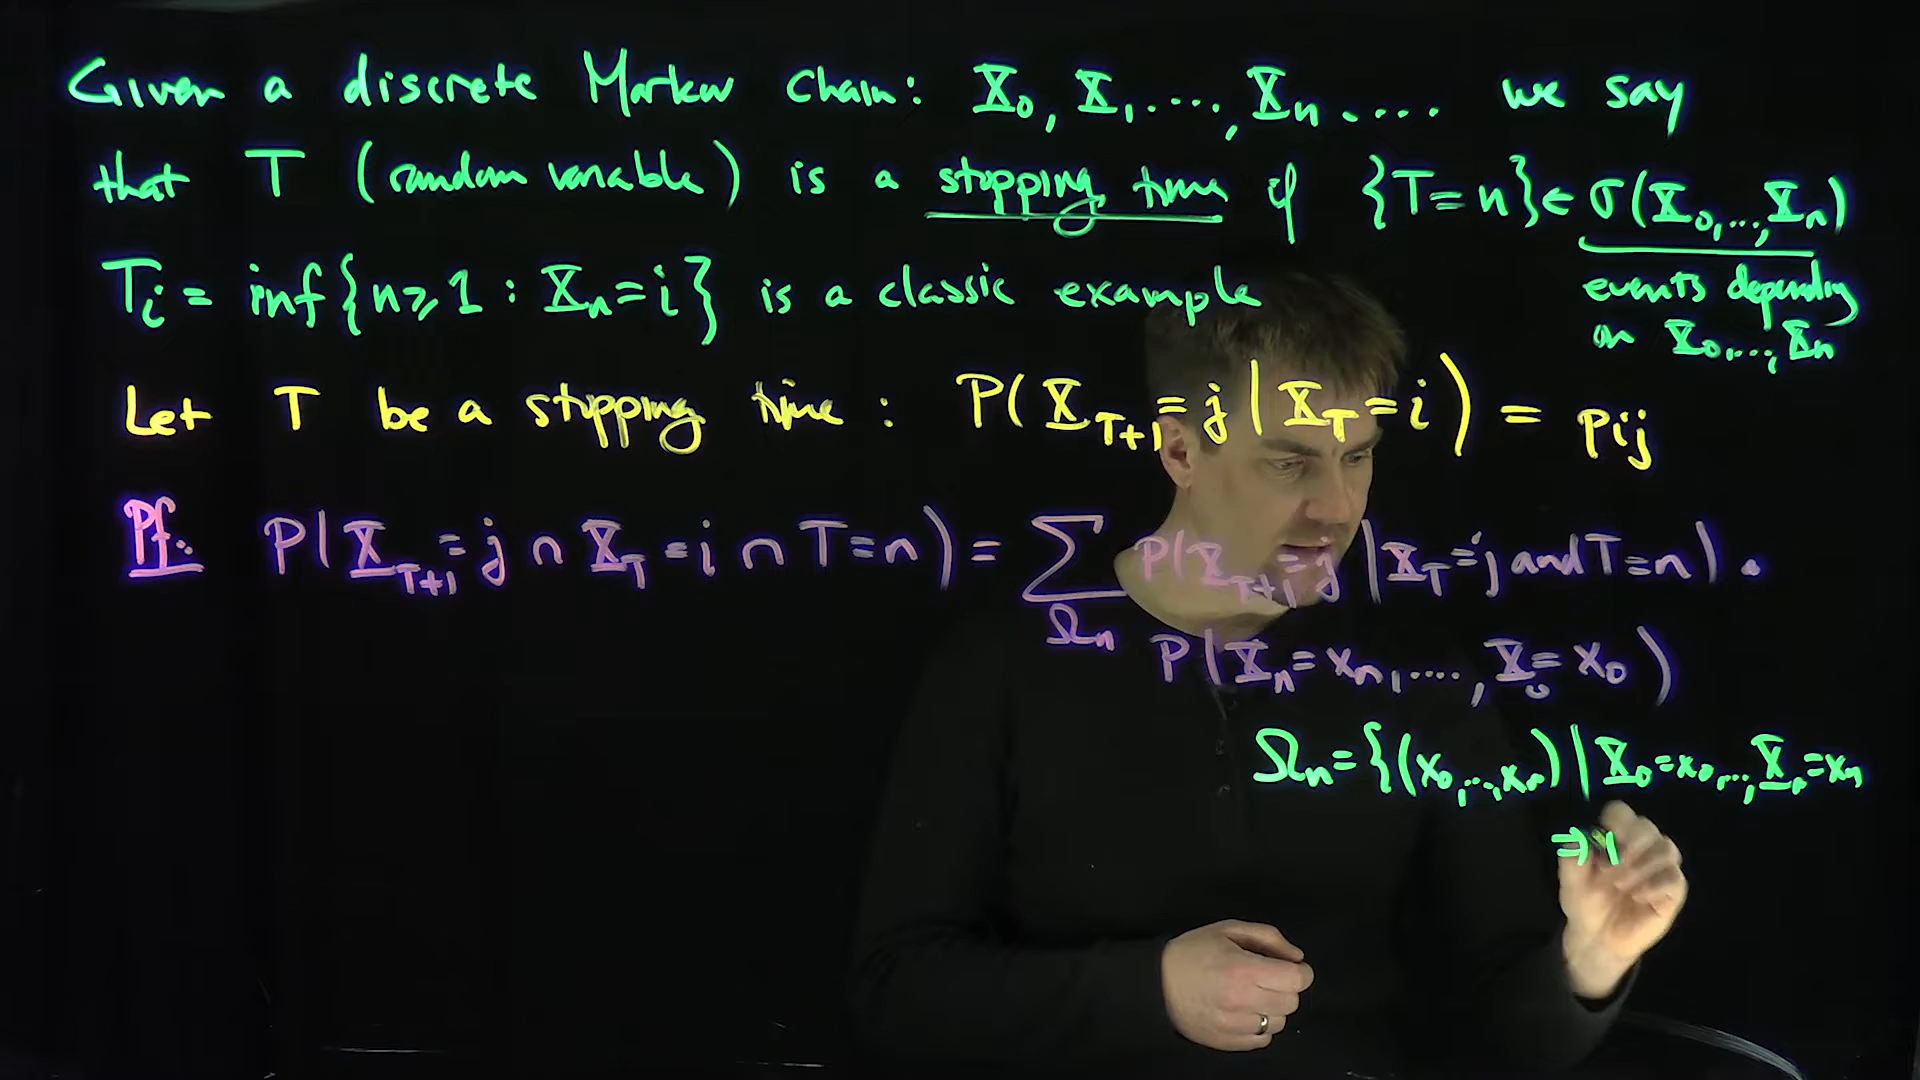 Given a discrete Markov Chain: X₀, X₁, ...., Xₙ .... we say
that T (random variable) is a stopping time if {T=n}∈ σ(X₀,...,Xₙ)
events depending
on X₀,...,Xₙ
Tᵢ = inf{n≥1 : Xₙ=i} is a classic example
Let T be a stopping time : P(X_{T+1}=j | X_T=i) = pij
Pf: P(X_{T+1}=j ∩ X_T=i ∩ T=n) = Σ_{Ωₙ} P(X_{T+1}=j | X_T=j and T=n) ·
P(Xₙ=xₙ,....,X₀=x₀)
Ωₙ={(x₀,...,xₙ) | X₀=x₀,...,Xₙ=xₙ
⇒